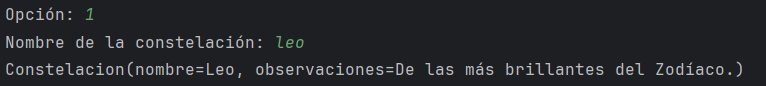 Opción: 1
Nombre de la constelación: leo
Constelacion(nombre=Leo, observaciones=De las más brillantes del Zodíaco.)